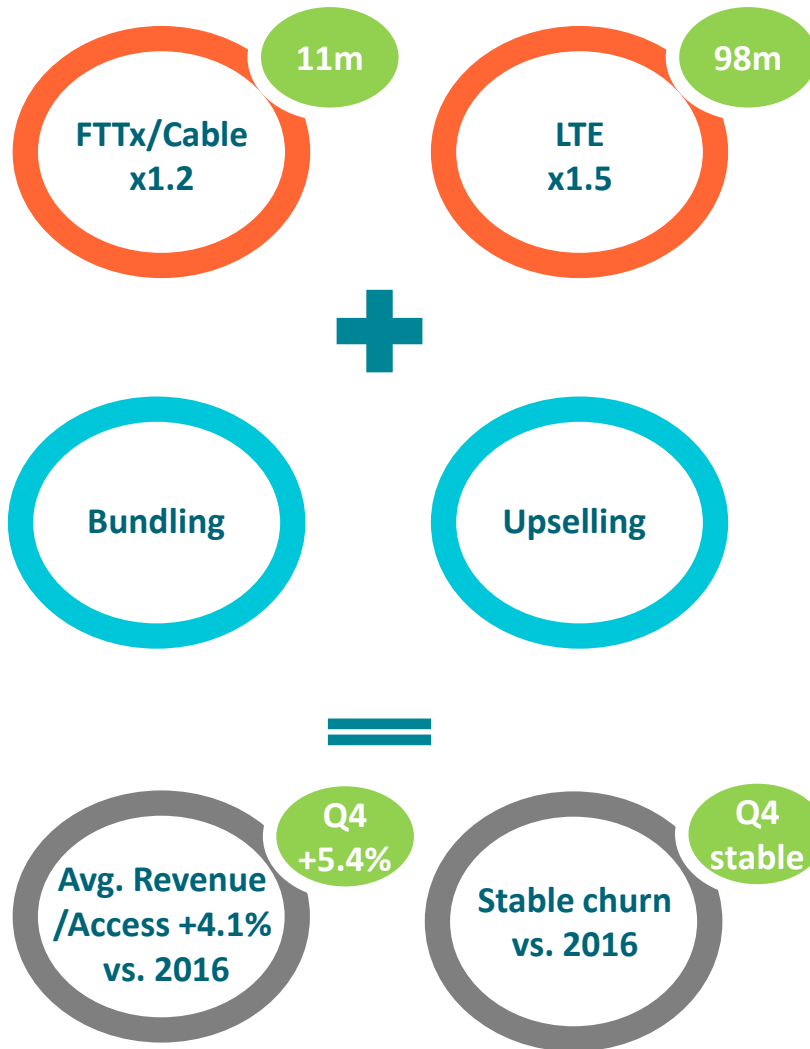 11m
FTTx/Cable
x1.2
98m
LTE
x1.5
Bundling
Upselling
Q4
+5.4%
Avg. Revenue
/Access +4.1%
vs. 2016
Q4
stable
Stable churn
vs. 2016